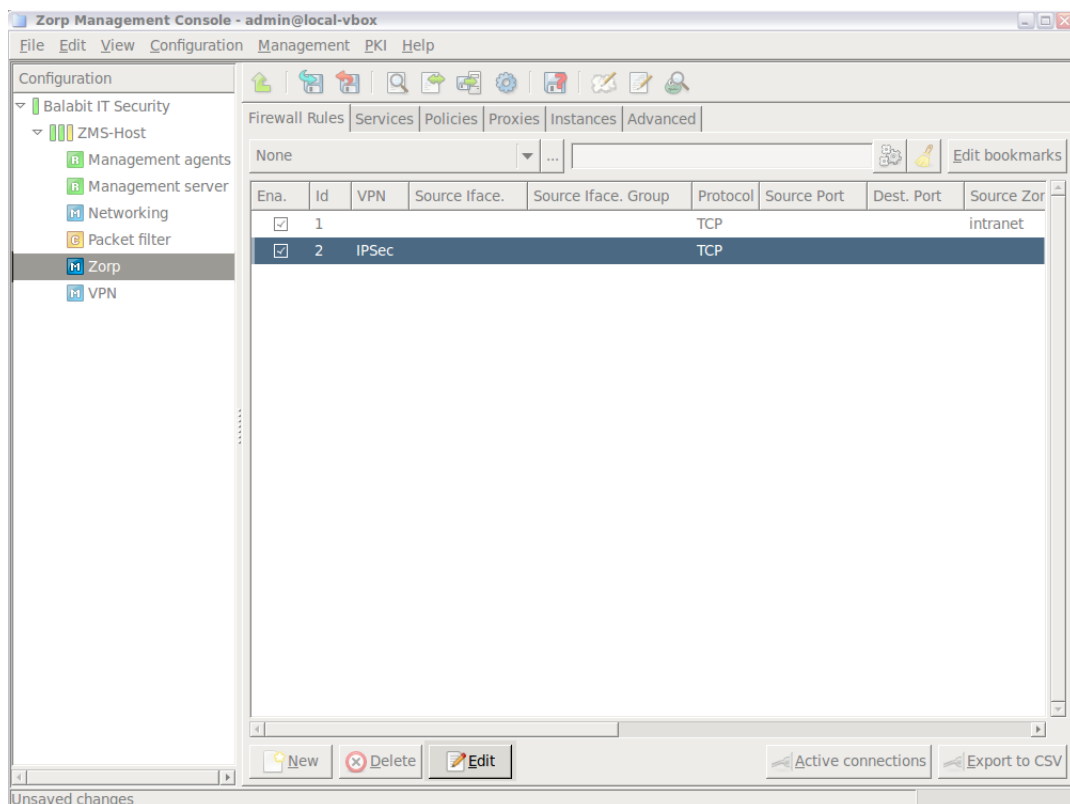 Zorp Management Console - admin@local-vbox
File Edit View Configuration Management PKI Help
Configuration
Balabit IT Security
ZMS-Host
R Management agents
R Management server
M Networking
C Packet filter
M Zorp
M VPN
Firewall Rules Services Policies Proxies Instances Advanced
None ... Edit bookmarks
Ena. Id VPN Source Iface. Source Iface. Group Protocol Source Port Dest. Port Source Zor
1 TCP intranet
2 IPSec TCP
New Delete Edit Active connections Export to CSV
Unsaved changes